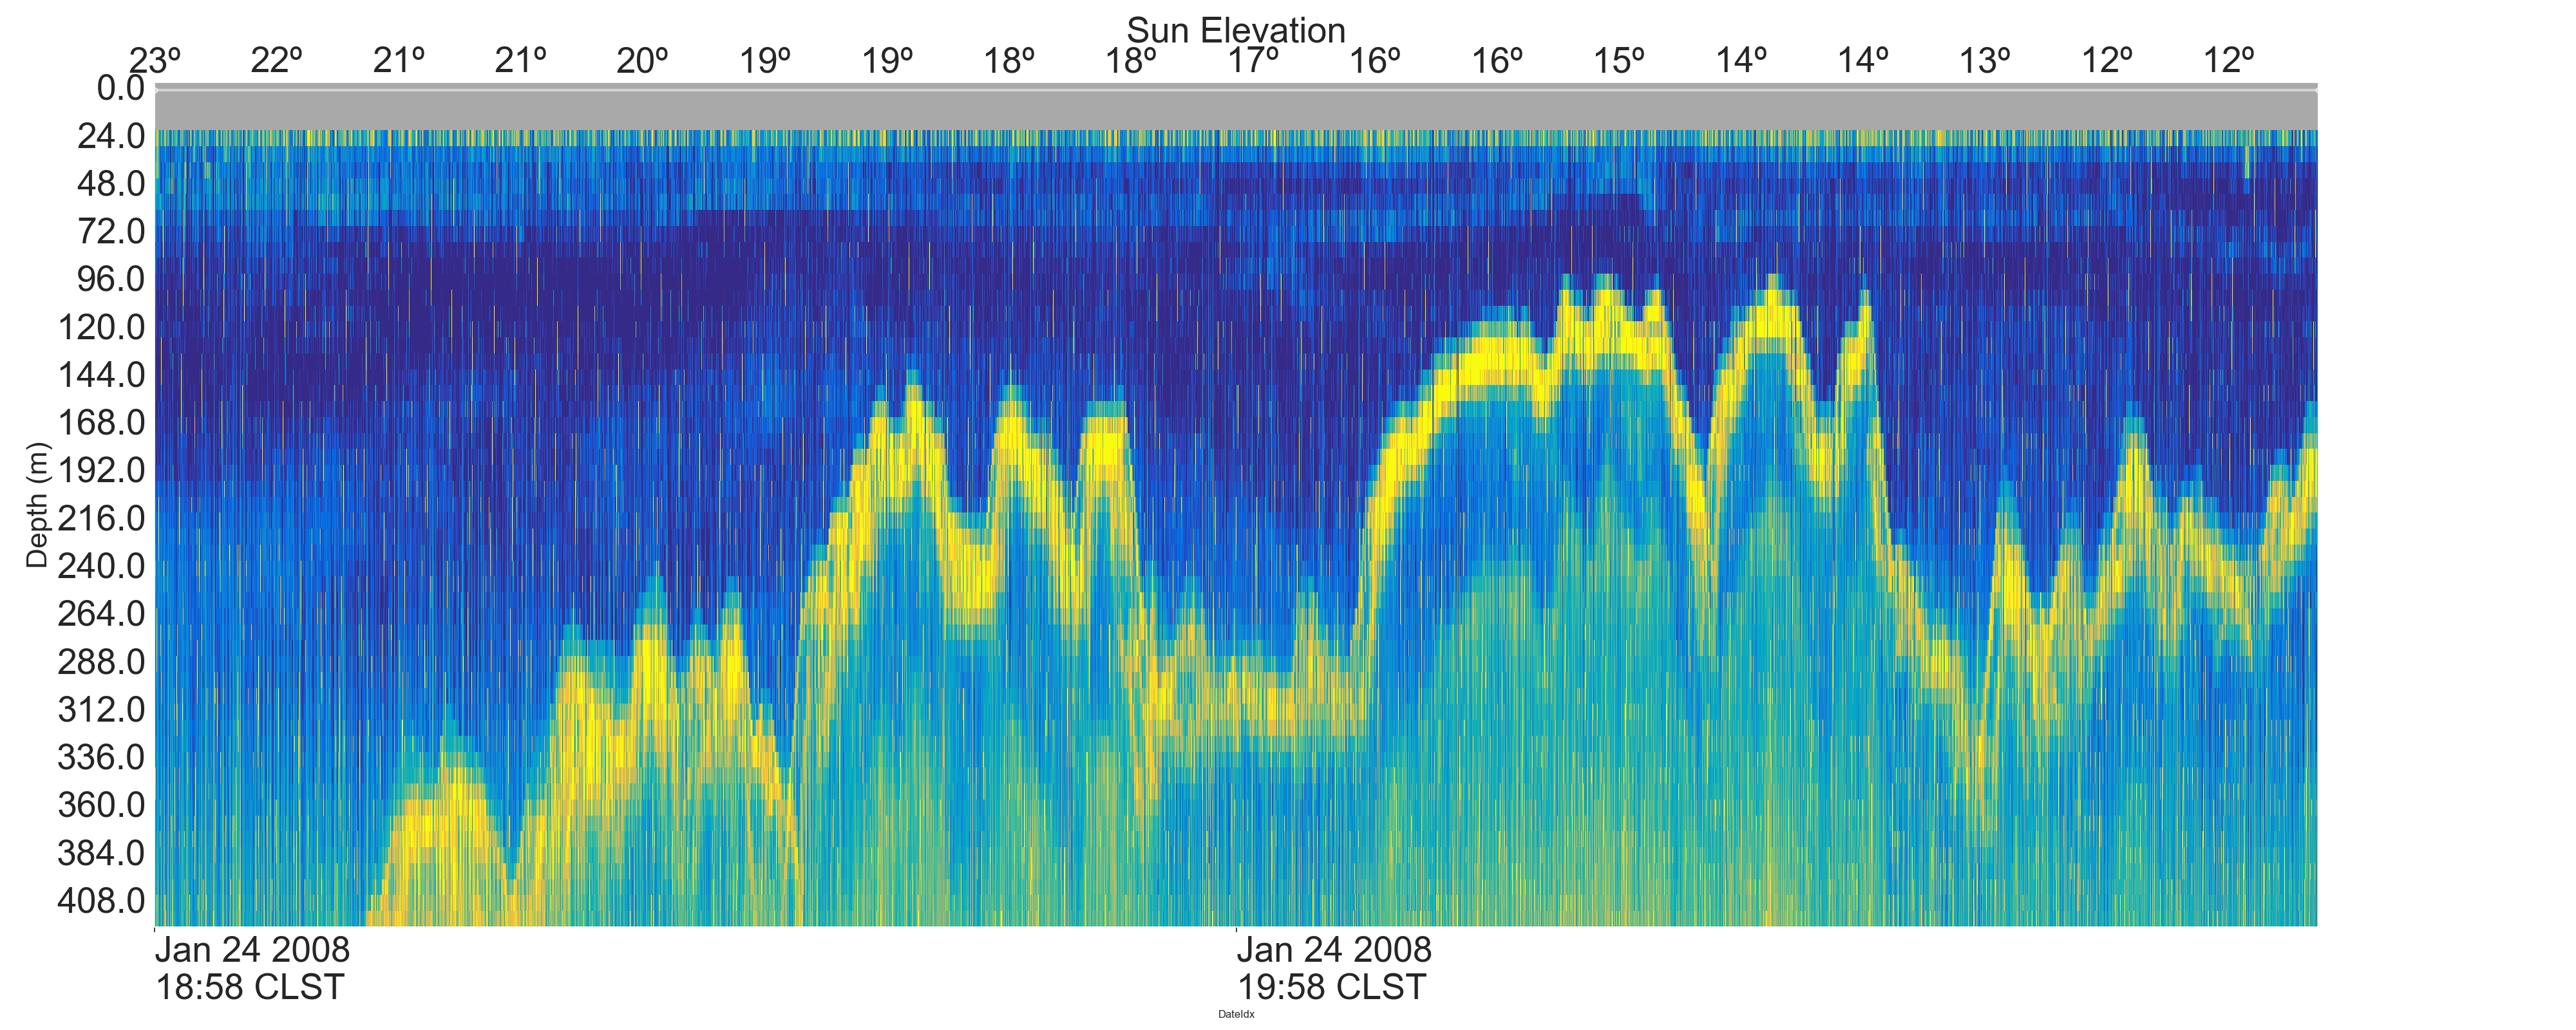 Sun Elevation
23º 22º 21º 21º 20º 19º 19º 18º 18º 17º 16º 16º 15º 14º 14º 13º 12º 12º
0.0
24.0
48.0
72.0
96.0
120.0
144.0
168.0
192.0
216.0
240.0
264.0
288.0
312.0
336.0
360.0
384.0
408.0
Depth (m)
Jan 24 2008
18:58 CLST
Jan 24 2008
19:58 CLST
DateIdx